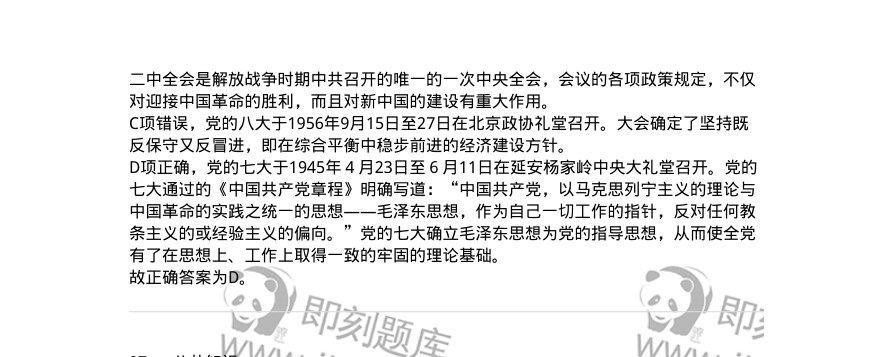 二中全会是解放战争时期中共召开的唯一的一次中央全会，会议的各项政策规定，不仅
对迎接中国革命的胜利，而且对新中国的建设有重大作用。
C项错误，党的八大于1956年9月15日至27日在北京政协礼堂召开。大会确定了坚持既
反保守又反冒进，即在综合平衡中稳步前进的经济建设方针。
D项正确，党的七大于1945年 4 月23日至 6 月11日在延安杨家岭中央大礼堂召开。党的
七大通过的《中国共产党章程》明确写道：“中国共产党，以马克思列宁主义的理论与
中国革命的实践之统一的思想——毛泽东思想，作为自己一切工作的指针，反对任何教
条主义的或经验主义的偏向。”党的七大确立毛泽东思想为党的指导思想，从而使全党
有了在思想上、工作上取得一致的牢固的理论基础。
故正确答案为D。
即刻题库
即刻题